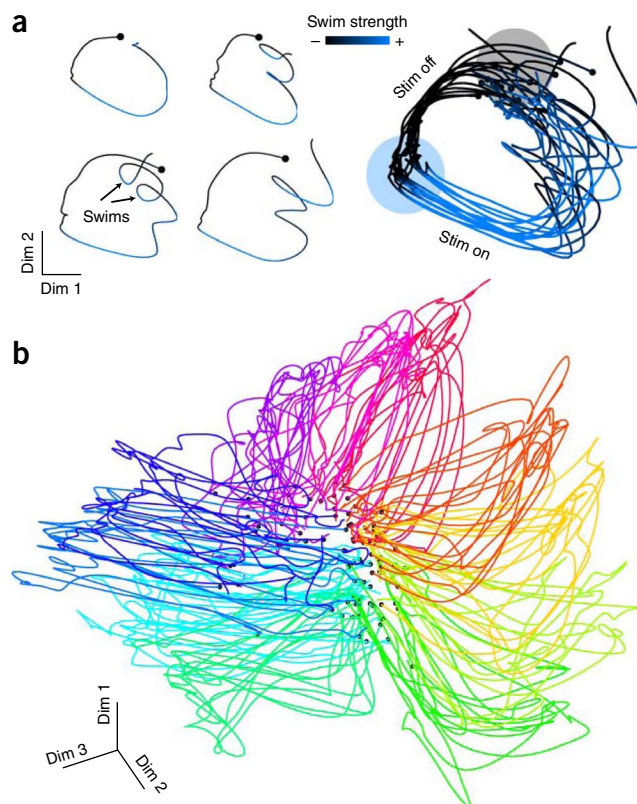 a
Swim strength
– +
Stim off
Swims
Stim on
Dim 2
Dim 1
b
Dim 1
Dim 3
Dim 2